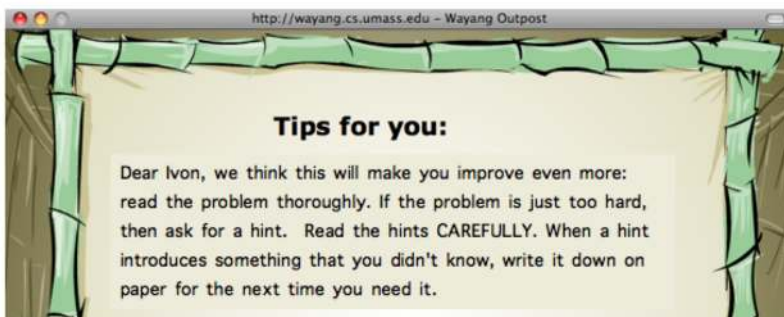 http://wayang.cs.umass.edu – Wayang Outpost
Tips for you:
Dear Ivon, we think this will make you improve even more:
read the problem thoroughly. If the problem is just too hard,
then ask for a hint. Read the hints CAREFULLY. When a hint
introduces something that you didn't know, write it down on
paper for the next time you need it.